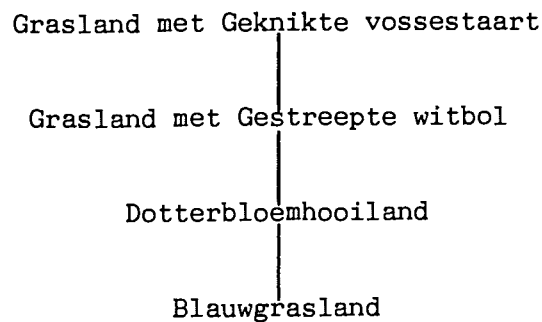 Grasland met Geknikte vossestaart
Grasland met Gestreepte witbol
Dotterbloemhooiland
Blauwgrasland